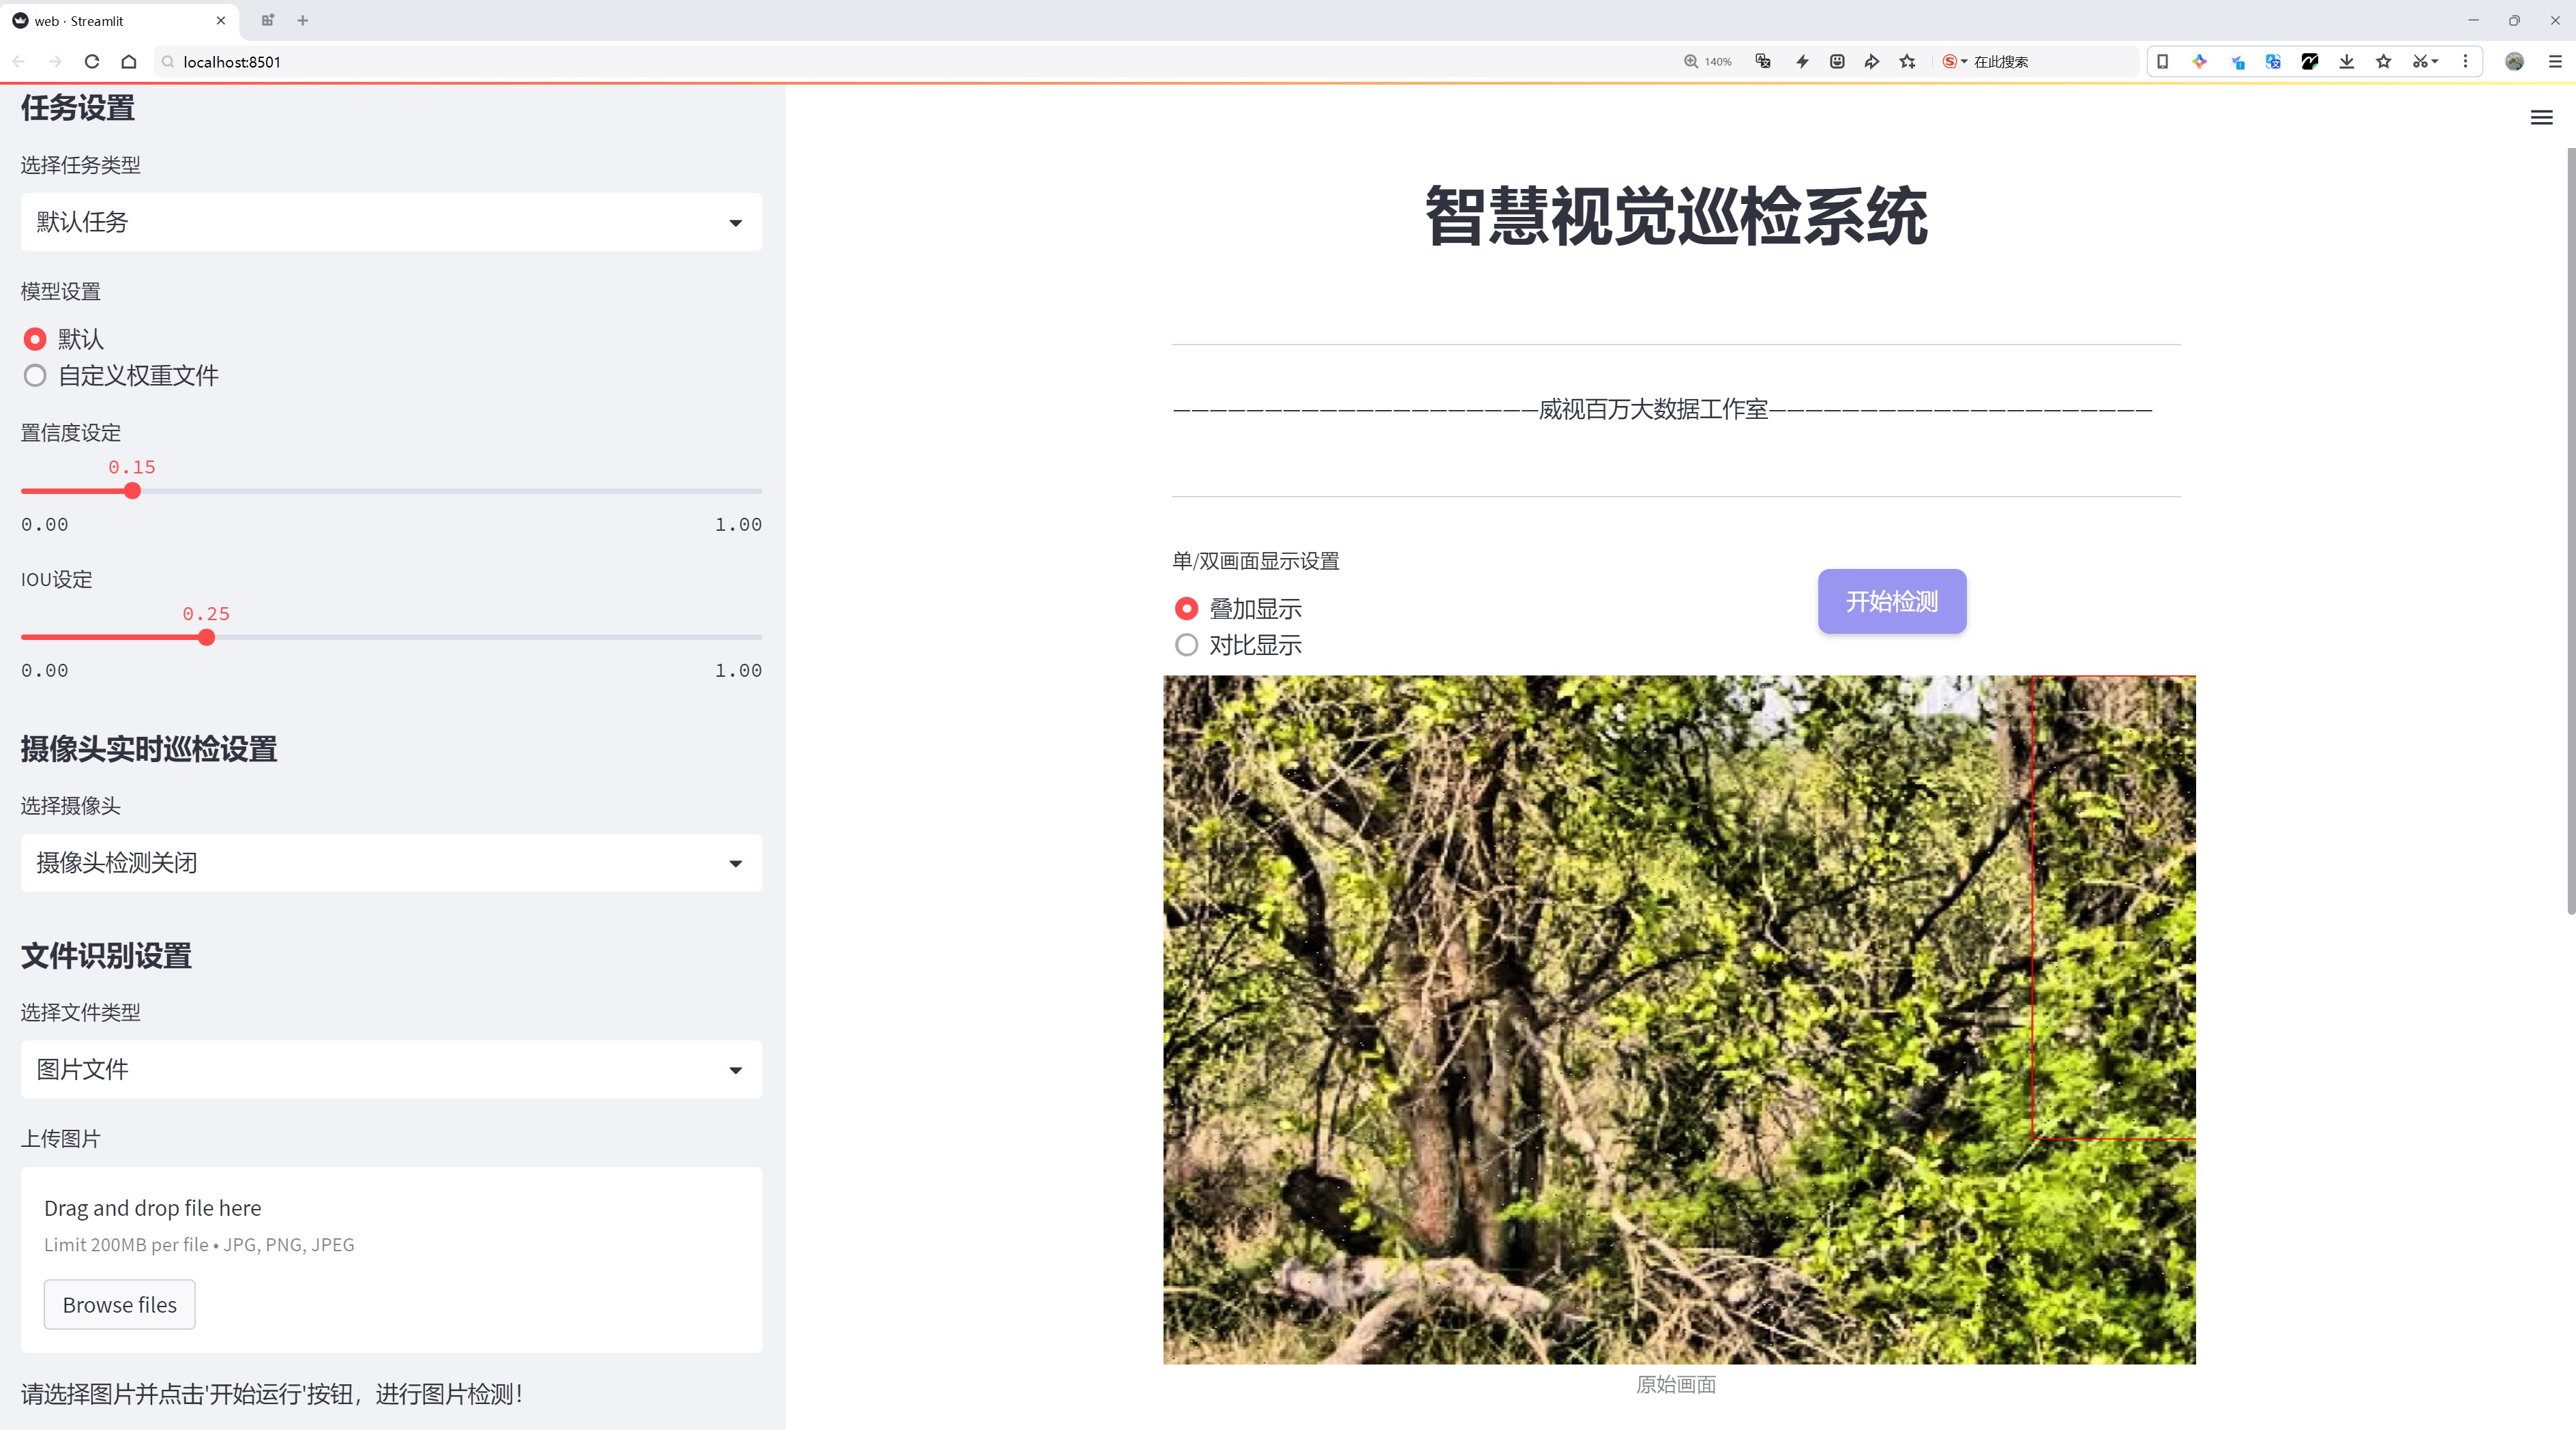 web · Streamlit
localhost:8501
140%
在此搜索
任务设置
选择任务类型
默认任务
模型设置
默认
自定义权重文件
置信度设定
0.15
0.00
1.00
IOU设定
0.25
0.00
1.00
摄像头实时巡检设置
选择摄像头
摄像头检测关闭
文件识别设置
选择文件类型
图片文件
上传图片
Drag and drop file here
Limit 200MB per file • JPG, PNG, JPEG
Browse files
请选择图片并点击'开始运行'按钮，进行图片检测！
智慧视觉巡检系统
————————————————————威视百万大数据工作室—————————————————————
单/双画面显示设置
叠加显示
对比显示
开始检测
原始画面